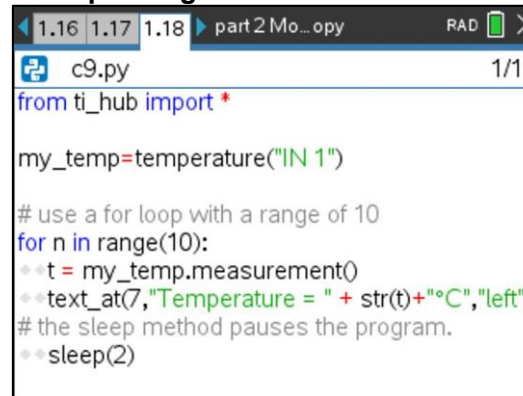 1.16 1.17 1.18 part 2 Mo...opy RAD
c9.py 1/1
from ti_hub import *
my_temp=temperature("IN 1")
# use a for loop with a range of 10
for n in range(10):
t = my_temp.measurement()
text_at(7,"Temperature = " + str(t)+"°C","left"
# the sleep method pauses the program.
sleep(2)